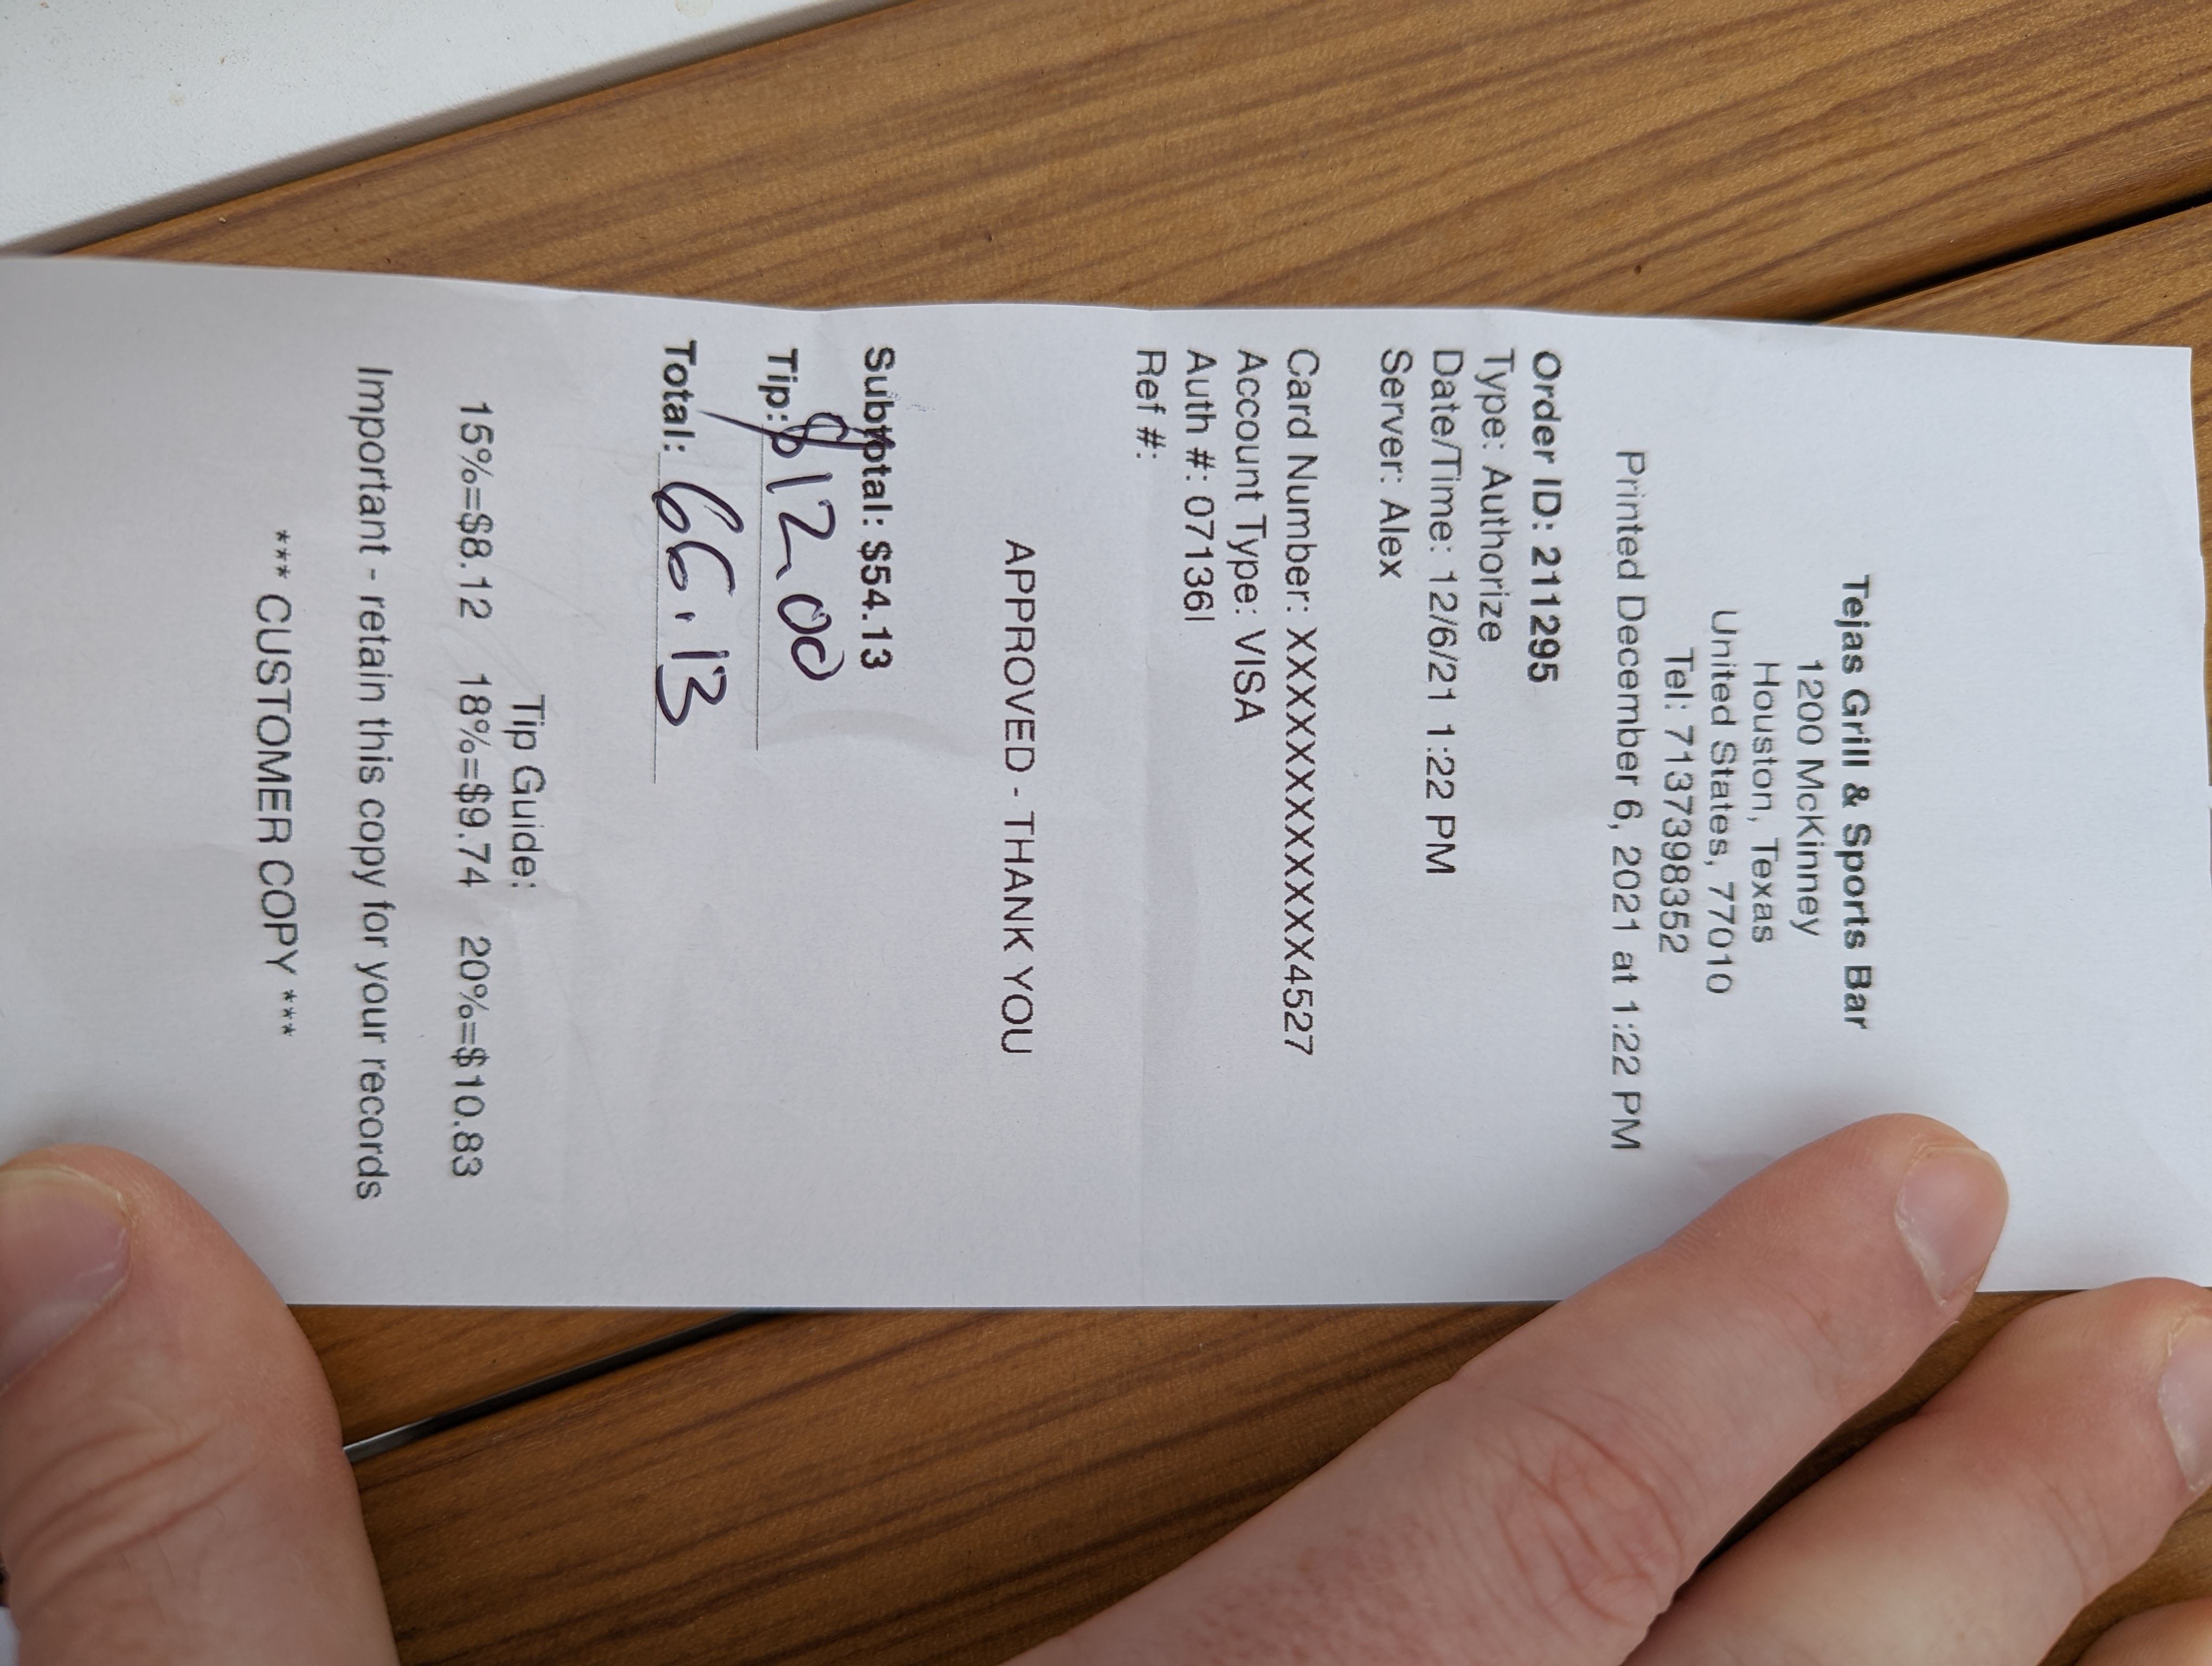 Tejas Grill & Sports Bar
1200 McKinney
Houston, Texas
United States, 77010
Tel: 7137398352
Printed December 6, 2021 at 1:22 PM
Order ID: 211295
Type: Authorize
Date/Time: 12/6/21 1:22 PM
Server: Alex
Card Number: XXXXXXXXXXXXXXX4527
Account Type: VISA
Auth #: 07136I
Ref #:
APPROVED - THANK YOU
Subtotal: $54.13
Tip: $12.00
Total: 66.13
Tip Guide:
15%=$8.12 18%=$9.74 20%=$10.83
Important - retain this copy for your records
*** CUSTOMER COPY ***